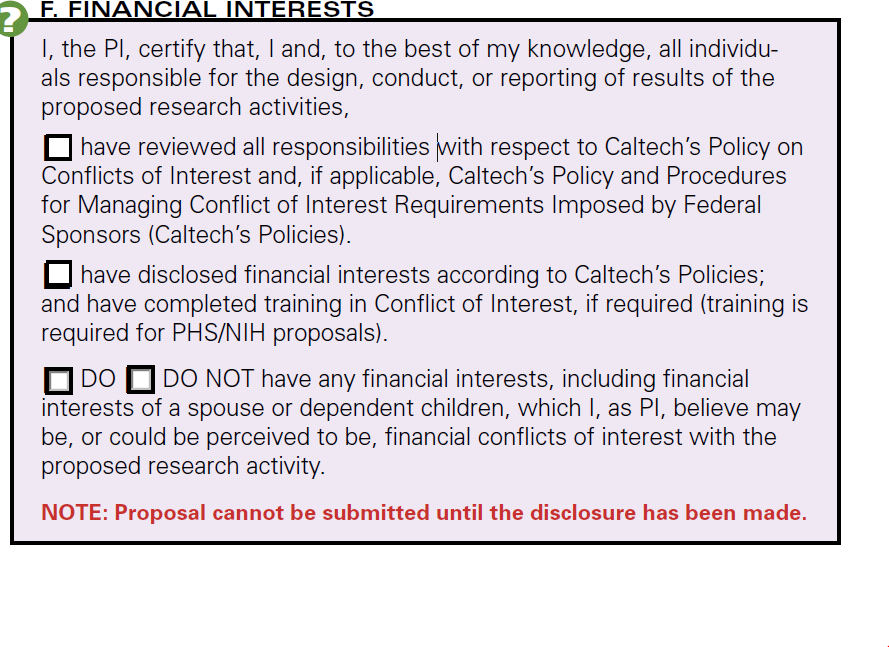 ?
F. FINANCIAL INTERESTS
I, the PI, certify that, I and, to the best of my knowledge, all individu-
als responsible for the design, conduct, or reporting of results of the
proposed research activities,
have reviewed all responsibilities with respect to Caltech’s Policy on
Conflicts of Interest and, if applicable, Caltech’s Policy and Procedures
for Managing Conflict of Interest Requirements Imposed by Federal
Sponsors (Caltech’s Policies).
have disclosed financial interests according to Caltech’s Policies;
and have completed training in Conflict of Interest, if required (training is
required for PHS/NIH proposals).
DO DO NOT have any financial interests, including financial
interests of a spouse or dependent children, which I, as PI, believe may
be, or could be perceived to be, financial conflicts of interest with the
proposed research activity.
NOTE: Proposal cannot be submitted until the disclosure has been made.